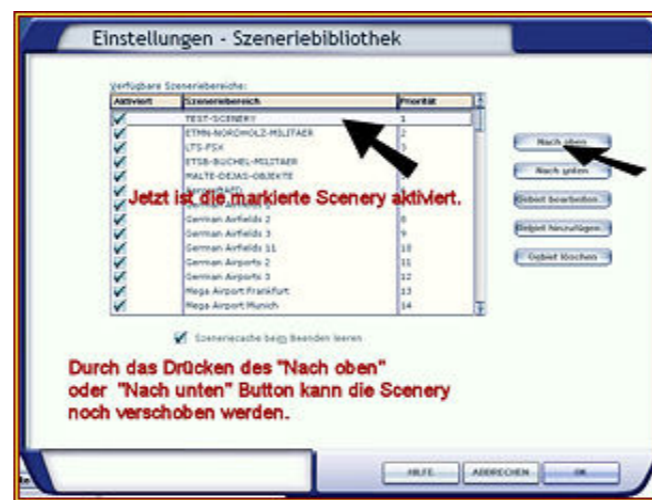 Einstellungen - Szeneriebibliothek
Verfügbare Szeneriebereiche:
Aktiviert Szeneriebereich Priorität
TEST-SCENERY 1
ETMN-NORDHOLZ-MILITAER 2
LTS-FSX 3
ETSB-BUCHEL-MILITAER
MALTE-DEJAS-OBJEKTE
Jetzt ist die markierte Scenery aktiviert.
German Airfields 2 8
German Airfields 3 9
German Airfields 11 10
German Airports 2 11
German Airports 3 12
Mega Airport Frankfurt 13
Mega Airport Munich 14
Nach oben
Nach unten
Gebiet bearbeiten
Gebiet hinzufügen
Gebiet löschen
Szeneriecache beim Beenden leeren
Durch das Drücken des "Nach oben"
oder "Nach unten" Button kann die Scenery
noch verschoben werden.
HILFE ABBRECHEN OK